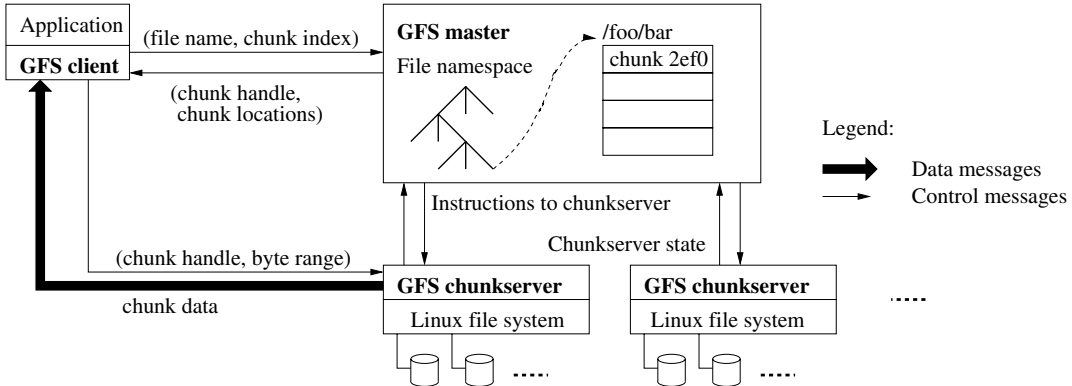 Application
GFS client
(file name, chunk index)
(chunk handle,
chunk locations)
GFS master
File namespace
/foo/bar
chunk 2ef0
Legend:
Data messages
Control messages
Instructions to chunkserver
Chunkserver state
(chunk handle, byte range)
chunk data
GFS chunkserver
Linux file system
GFS chunkserver
Linux file system